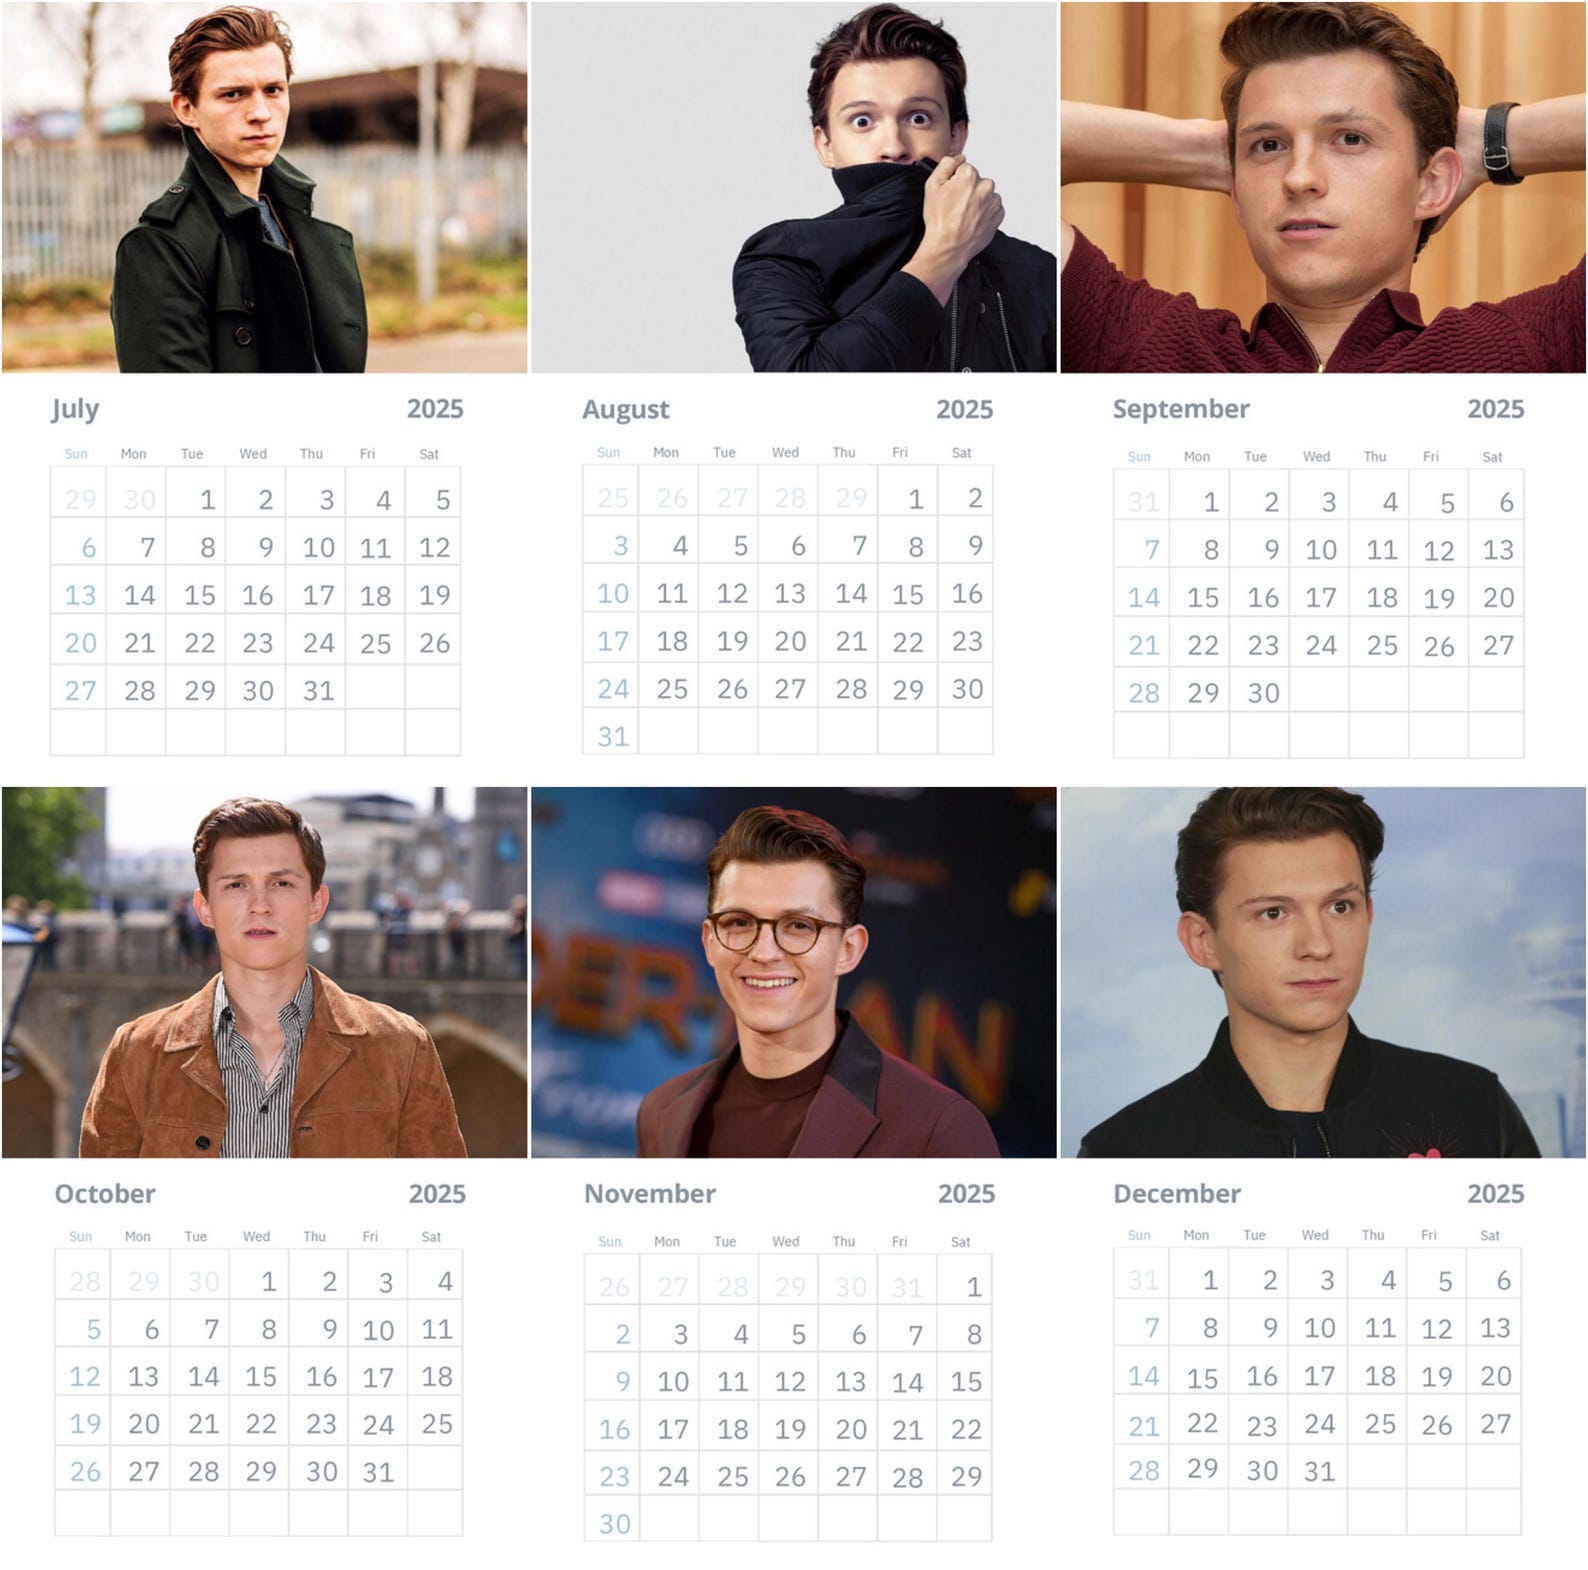 July 2025
Sun Mon Tue Wed Thu Fri Sat
29 30 1 2 3 4 5
6 7 8 9 10 11 12
13 14 15 16 17 18 19
20 21 22 23 24 25 26
27 28 29 30 31
August 2025
Sun Mon Tue Wed Thu Fri Sat
25 26 27 28 29 1 2
3 4 5 6 7 8 9
10 11 12 13 14 15 16
17 18 19 20 21 22 23
24 25 26 27 28 29 30
31
September 2025
Sun Mon Tue Wed Thu Fri Sat
31 1 2 3 4 5 6
7 8 9 10 11 12 13
14 15 16 17 18 19 20
21 22 23 24 25 26 27
28 29 30
DER-MAN
October 2025
Sun Mon Tue Wed Thu Fri Sat
28 29 30 1 2 3 4
5 6 7 8 9 10 11
12 13 14 15 16 17 18
19 20 21 22 23 24 25
26 27 28 29 30 31
November 2025
Sun Mon Tue Wed Thu Fri Sat
26 27 28 29 30 31 1
2 3 4 5 6 7 8
9 10 11 12 13 14 15
16 17 18 19 20 21 22
23 24 25 26 27 28 29
30
December 2025
Sun Mon Tue Wed Thu Fri Sat
31 1 2 3 4 5 6
7 8 9 10 11 12 13
14 15 16 17 18 19 20
21 22 23 24 25 26 27
28 29 30 31